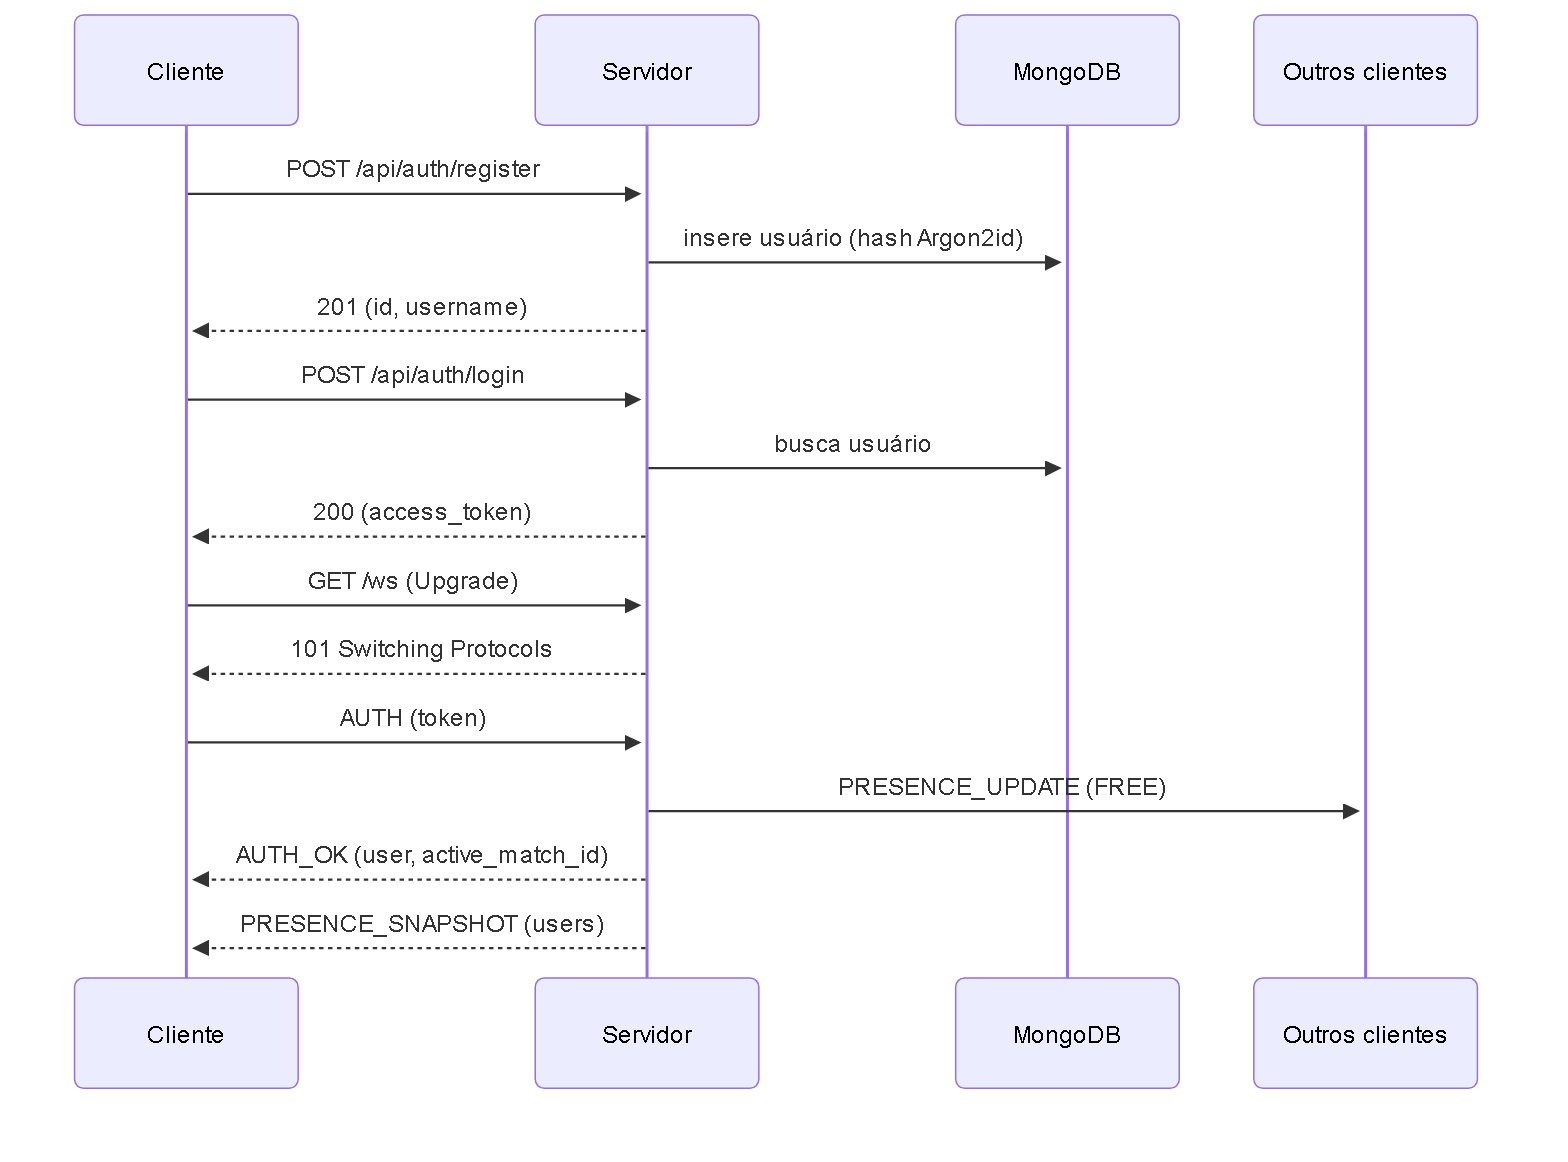 Cliente
Servidor
MongoDB
Outros clientes
POST /api/auth/register
insere usuário (hash Argon2id)
201 (id, username)
POST /api/auth/login
busca usuário
200 (access_token)
GET /ws (Upgrade)
101 Switching Protocols
AUTH (token)
PRESENCE_UPDATE (FREE)
AUTH_OK (user, active_match_id)
PRESENCE_SNAPSHOT (users)
Cliente
Servidor
MongoDB
Outros clientes